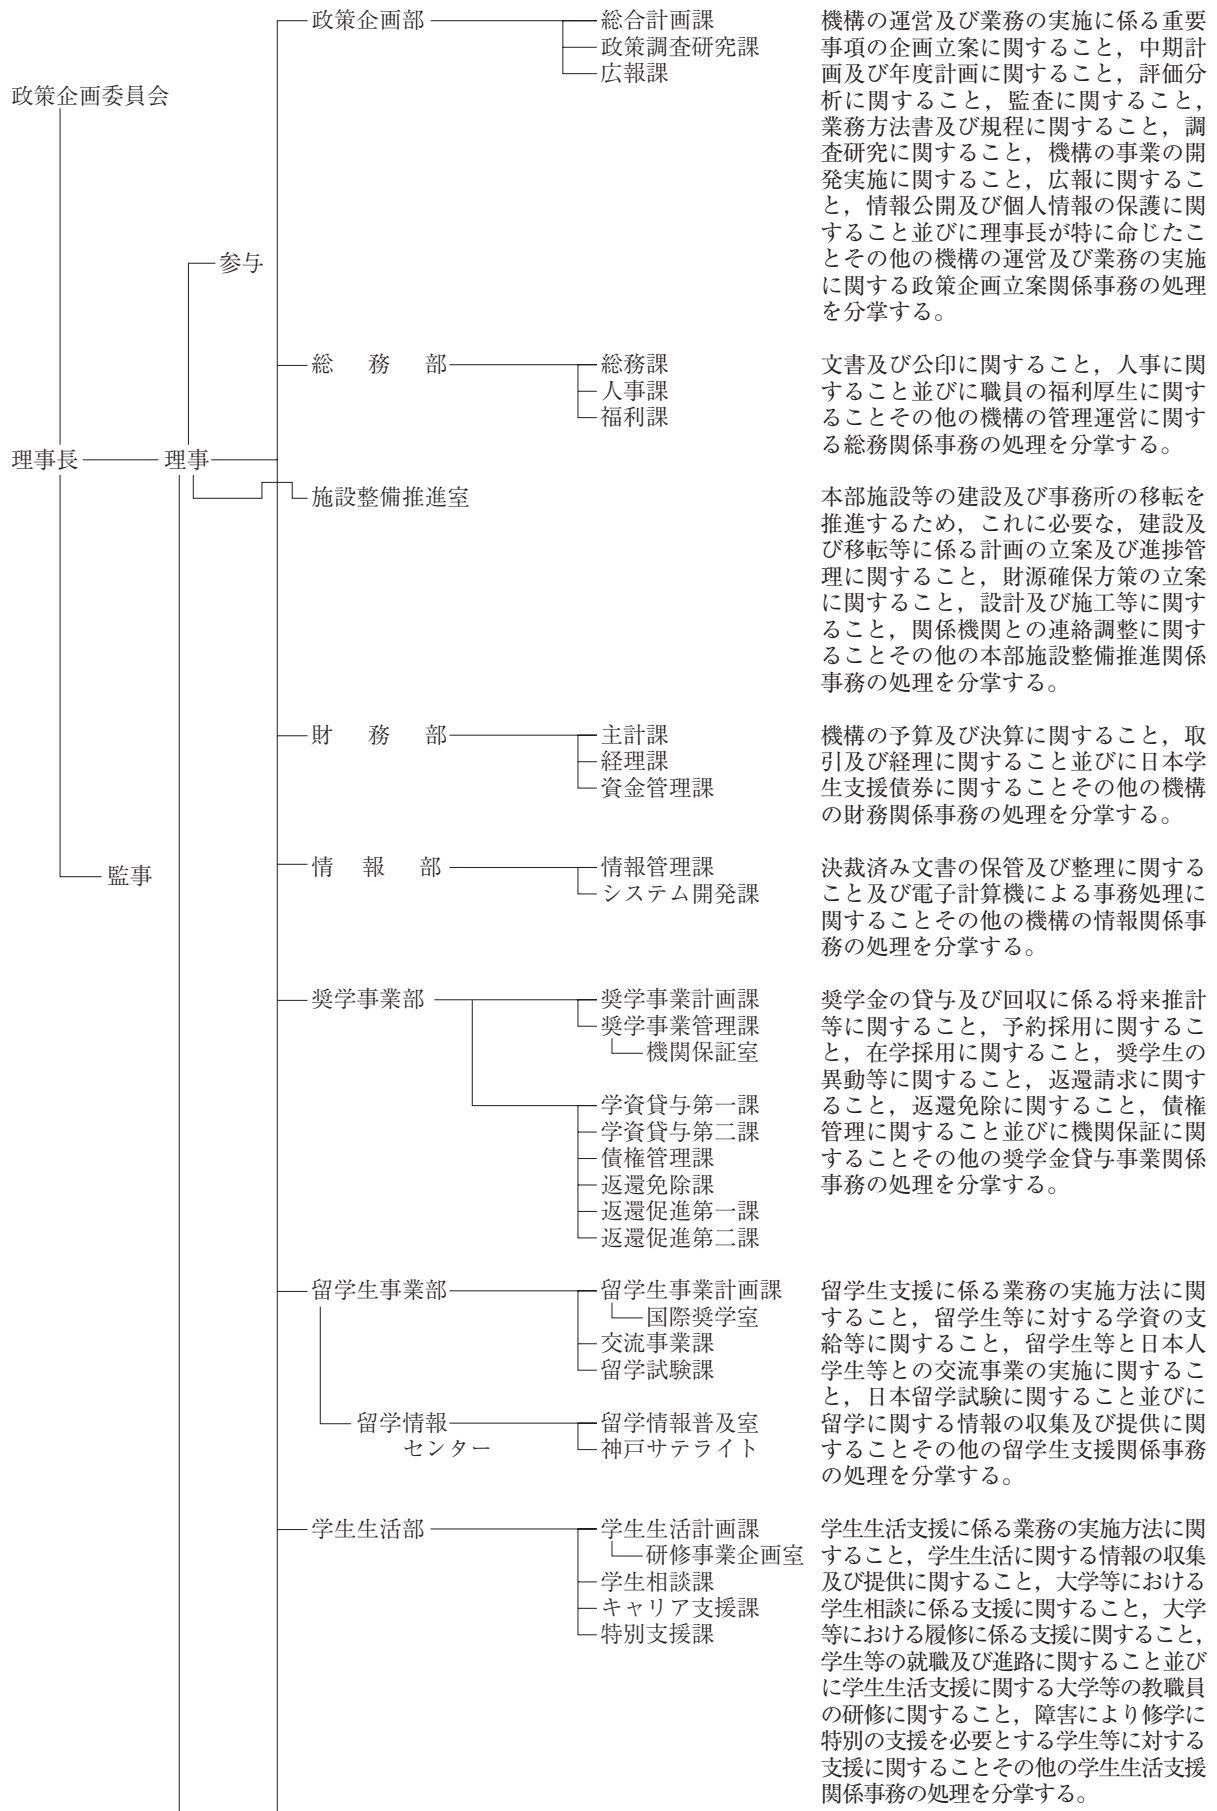 政策企画委員会
理事長
監事
理事
参与
政策企画部
総合計画課
政策調査研究課
広報課
機構の運営及び業務の実施に係る重要
事項の企画立案に関すること，中期計
画及び年度計画に関すること，評価分
析に関すること，監査に関すること，
業務方法書及び規程に関すること，調
査研究に関すること，機構の事業の開
発実施に関すること，広報に関するこ
と，情報公開及び個人情報の保護に関
すること並びに理事長が特に命じたこ
とその他の機構の運営及び業務の実施
に関する政策企画立案関係事務の処理
を分掌する。
総　務　部
総務課
人事課
福利課
文書及び公印に関すること，人事に関
すること並びに職員の福利厚生に関す
ることその他の機構の管理運営に関す
る総務関係事務の処理を分掌する。
施設整備推進室
本部施設等の建設及び事務所の移転を
推進するため，これに必要な，建設及
び移転等に係る計画の立案及び進捗管
理に関すること，財源確保方策の立案
に関すること，設計及び施工等に関す
ること，関係機関との連絡調整に関す
ることその他の本部施設整備推進関係
事務の処理を分掌する。
財　務　部
主計課
経理課
資金管理課
機構の予算及び決算に関すること，取
引及び経理に関すること並びに日本学
生支援債券に関することその他の機構
の財務関係事務の処理を分掌する。
情　報　部
情報管理課
システム開発課
決裁済み文書の保管及び整理に関する
こと及び電子計算機による事務処理に
関することその他の機構の情報関係事
務の処理を分掌する。
奨学事業部
奨学事業計画課
奨学事業管理課
機関保証室
学資貸与第一課
学資貸与第二課
債権管理課
返還免除課
返還促進第一課
返還促進第二課
奨学金の貸与及び回収に係る将来推計
等に関すること，予約採用に関するこ
と，在学採用に関すること，奨学生の
異動等に関すること，返還請求に関す
ること，返還免除に関すること，債権
管理に関すること並びに機関保証に関
することその他の奨学金貸与事業関係
事務の処理を分掌する。
留学生事業部
留学生事業計画課
国際奨学室
交流事業課
留学試験課
留学情報
センター
留学情報普及室
神戸サテライト
留学生支援に係る業務の実施方法に関
すること，留学生等に対する学資の支
給等に関すること，留学生等と日本人
学生等との交流事業の実施に関するこ
と，日本留学試験に関すること並びに
留学に関する情報の収集及び提供に関
することその他の留学生支援関係事務
の処理を分掌する。
学生生活部
学生生活計画課
研修事業企画室
学生相談課
キャリア支援課
特別支援課
学生生活支援に係る業務の実施方法に関
すること，学生生活に関する情報の収集
及び提供に関すること，大学等における
学生相談に係る支援に関すること，大学
等における履修に係る支援に関すること，
学生等の就職及び進路に関すること並び
に学生生活支援に関する大学等の教職員
の研修に関すること，障害により修学に
特別の支援を必要とする学生等に対する
支援に関することその他の学生生活支援
関係事務の処理を分掌する。